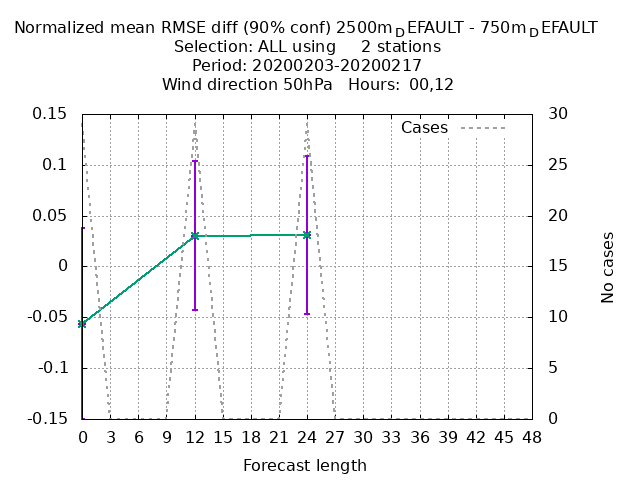 Normalized mean RMSE diff (90% conf) 2500mDEFAULT - 750mDEFAULT
Selection: ALL using 2 stations
Period: 20200203-20200217
Wind direction 50hPa Hours: 00,12
0.15
0.1
0.05
0
-0.05
-0.1
-0.15
30
25
20
15
10
5
0
Cases
No cases
0 3 6 9 12 15 18 21 24 27 30 33 36 39 42 45 48
Forecast length